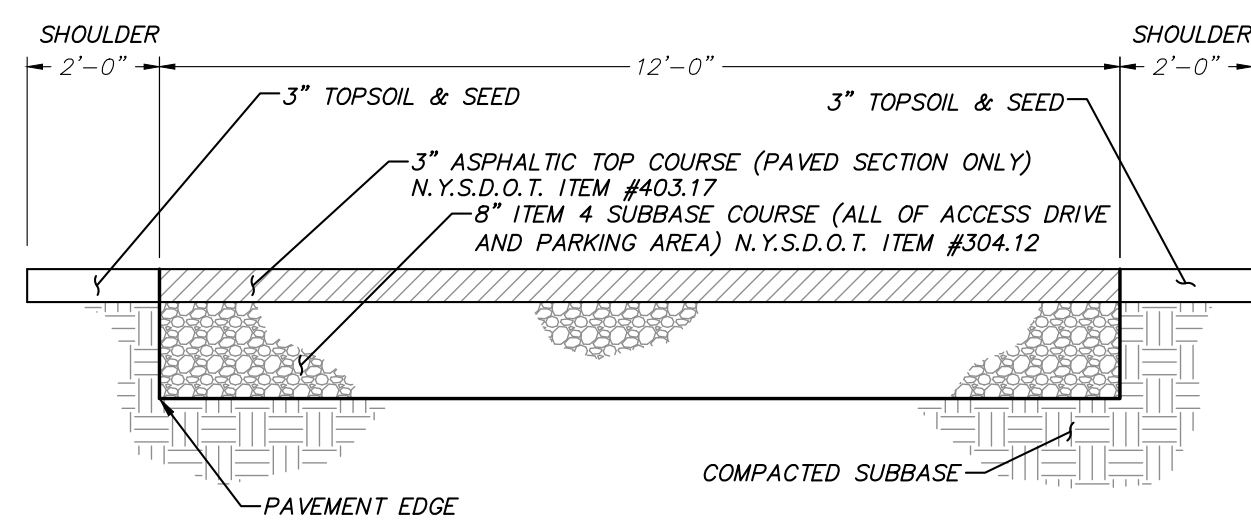 SHOULDER
SHOULDER
2'-0"
12'-0"
2'-0"
3" TOPSOIL & SEED
3" TOPSOIL & SEED
3" ASPHALTIC TOP COURSE (PAVED SECTION ONLY)
N.Y.S.D.O.T. ITEM #403.17
8" ITEM 4 SUBBASE COURSE (ALL OF ACCESS DRIVE
AND PARKING AREA) N.Y.S.D.O.T. ITEM #304.12
COMPACTED SUBBASE
PAVEMENT EDGE